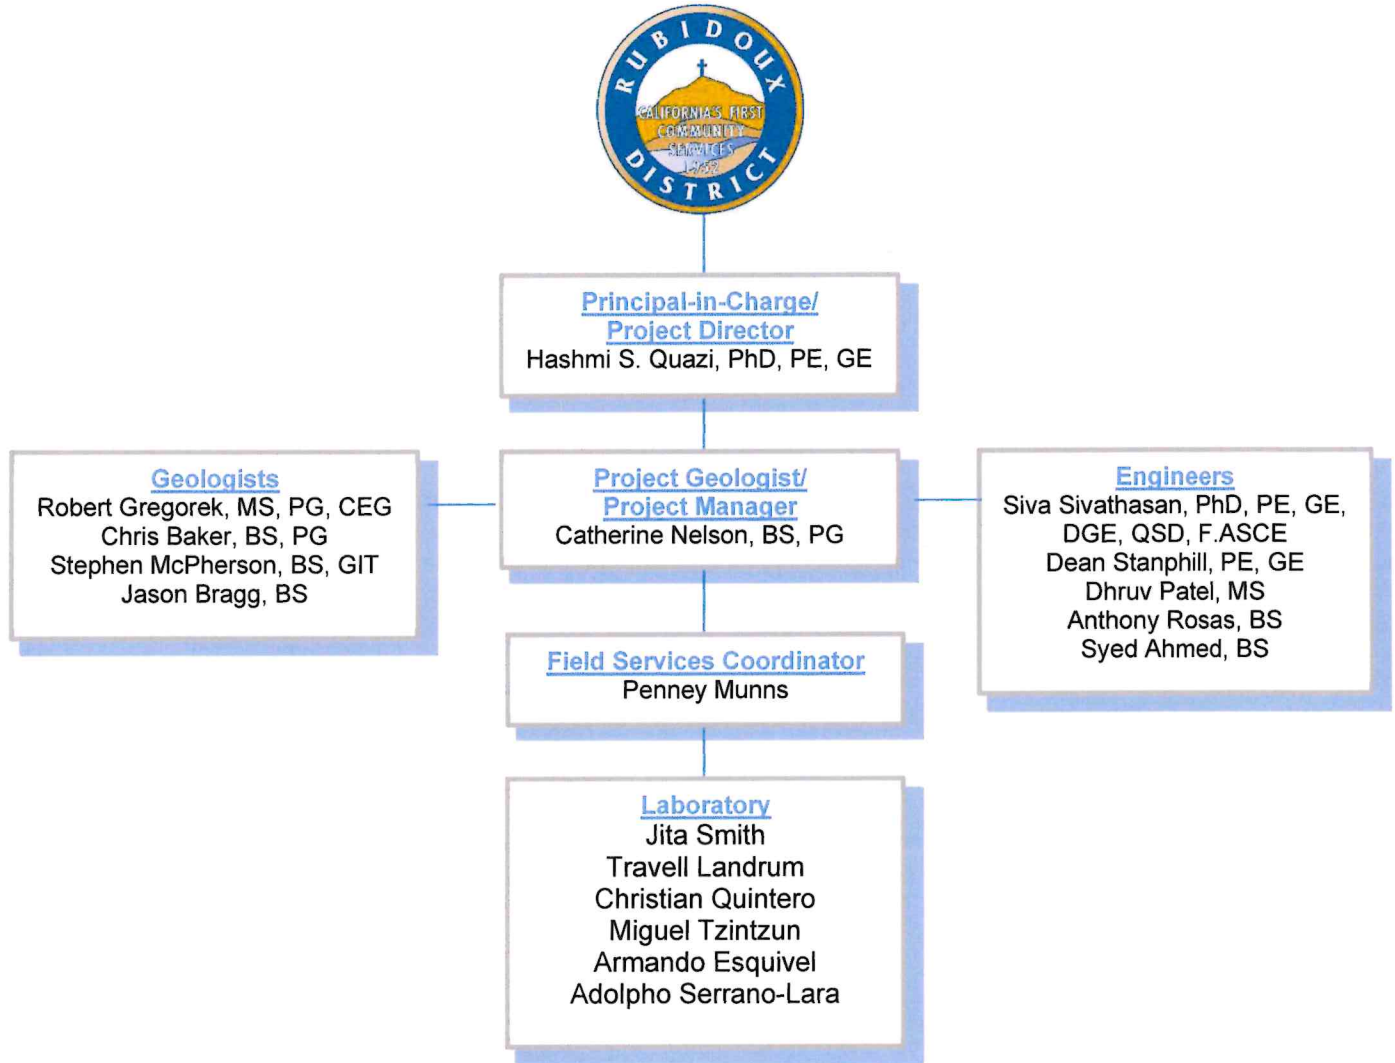 RUBIDOUX
CALIFORNIA'S FIRST
COMMUNITY
SERVICES
1952
DISTRICT
Principal-in-Charge/
Project Director
Hashmi S. Quazi, PhD, PE, GE
Geologists
Robert Gregorek, MS, PG, CEG
Chris Baker, BS, PG
Stephen McPherson, BS, GIT
Jason Bragg, BS
Project Geologist/
Project Manager
Catherine Nelson, BS, PG
Engineers
Siva Sivathasan, PhD, PE, GE,
DGE, QSD, F.ASCE
Dean Stanphill, PE, GE
Dhruv Patel, MS
Anthony Rosas, BS
Syed Ahmed, BS
Field Services Coordinator
Penney Munns
Laboratory
Jita Smith
Travell Landrum
Christian Quintero
Miguel Tzintzun
Armando Esquivel
Adolpho Serrano-Lara